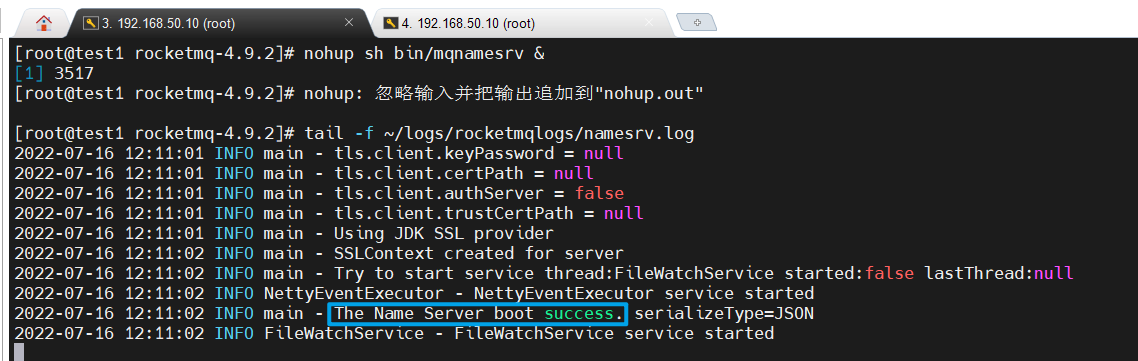 3. 192.168.50.10 (root)
4. 192.168.50.10 (root)
[root@test1 rocketmq-4.9.2]# nohup sh bin/mqnamesrv &
[1] 3517
[root@test1 rocketmq-4.9.2]# nohup: 忽略输入并把输出追加到"nohup.out"
[root@test1 rocketmq-4.9.2]# tail -f ~/logs/rocketmqlogs/namesrv.log
2022-07-16 12:11:01 INFO main - tls.client.keyPassword = null
2022-07-16 12:11:01 INFO main - tls.client.certPath = null
2022-07-16 12:11:01 INFO main - tls.client.authServer = false
2022-07-16 12:11:01 INFO main - tls.client.trustCertPath = null
2022-07-16 12:11:01 INFO main - Using JDK SSL provider
2022-07-16 12:11:02 INFO main - SSLContext created for server
2022-07-16 12:11:02 INFO main - Try to start service thread:FileWatchService started:false lastThread:null
2022-07-16 12:11:02 INFO NettyEventExecutor - NettyEventExecutor service started
2022-07-16 12:11:02 INFO main - The Name Server boot success. serializeType=JSON
2022-07-16 12:11:02 INFO FileWatchService - FileWatchService service started